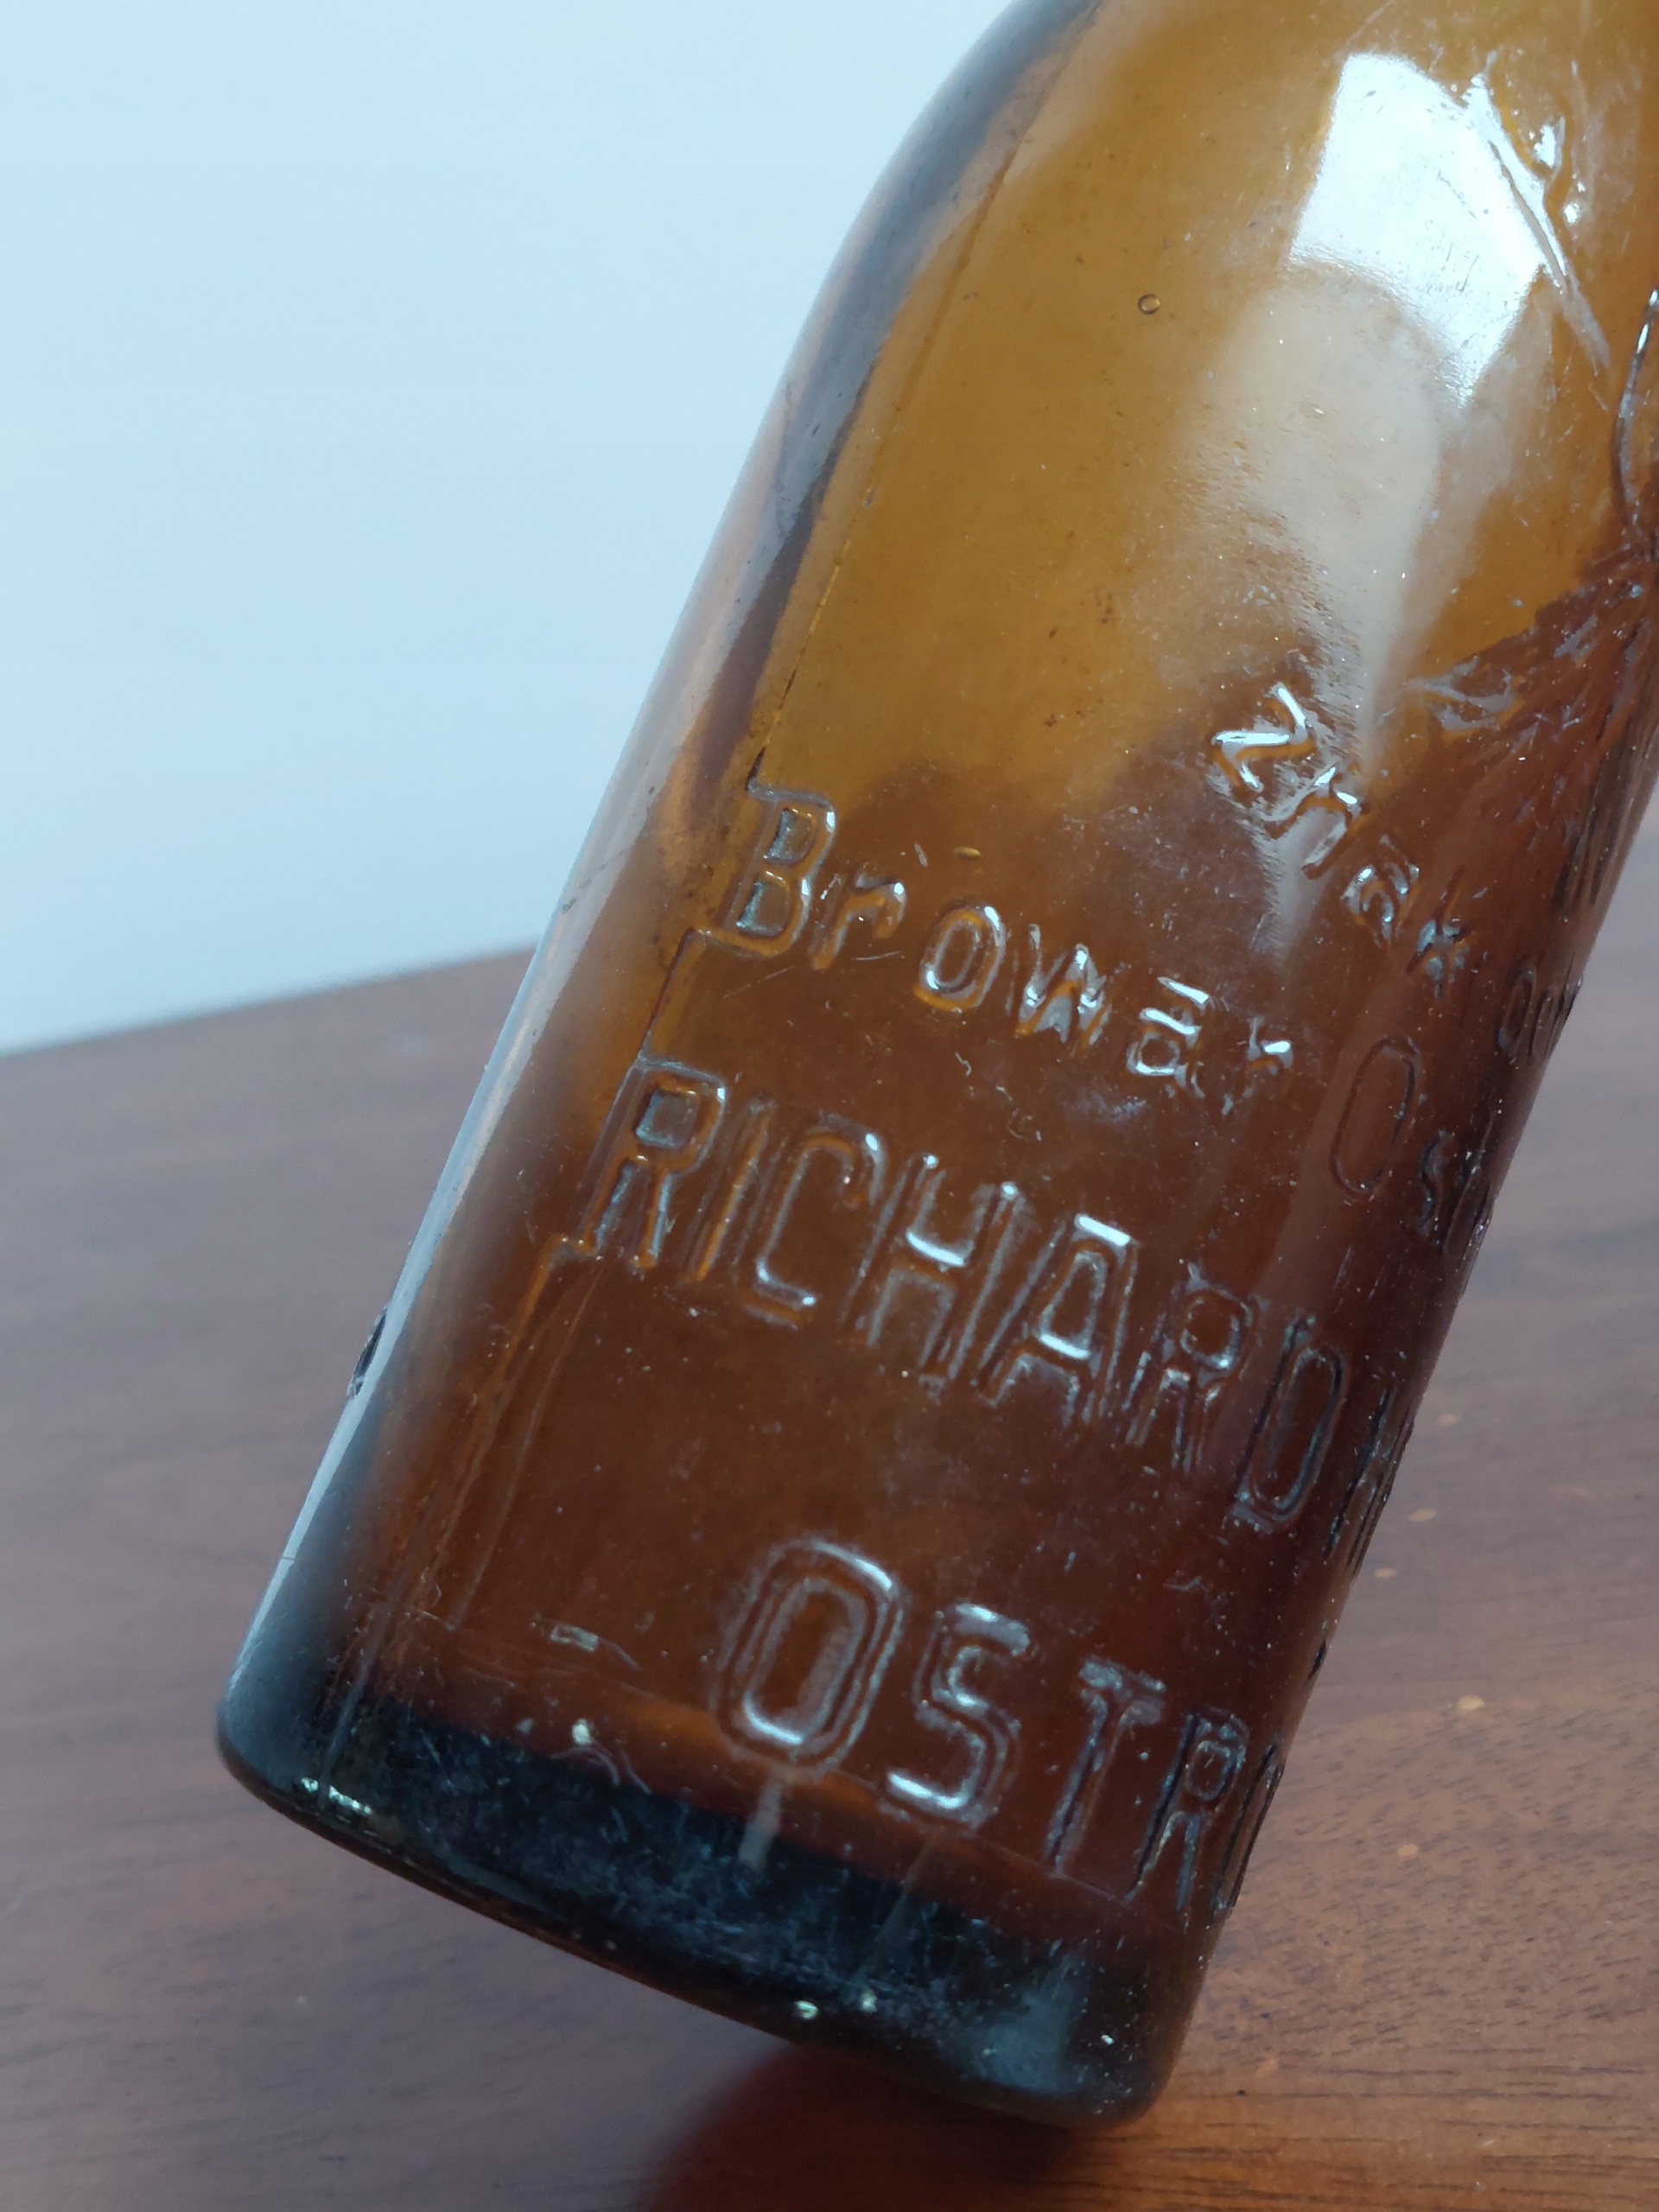 Znak
Browar
RICHARD
OSTR